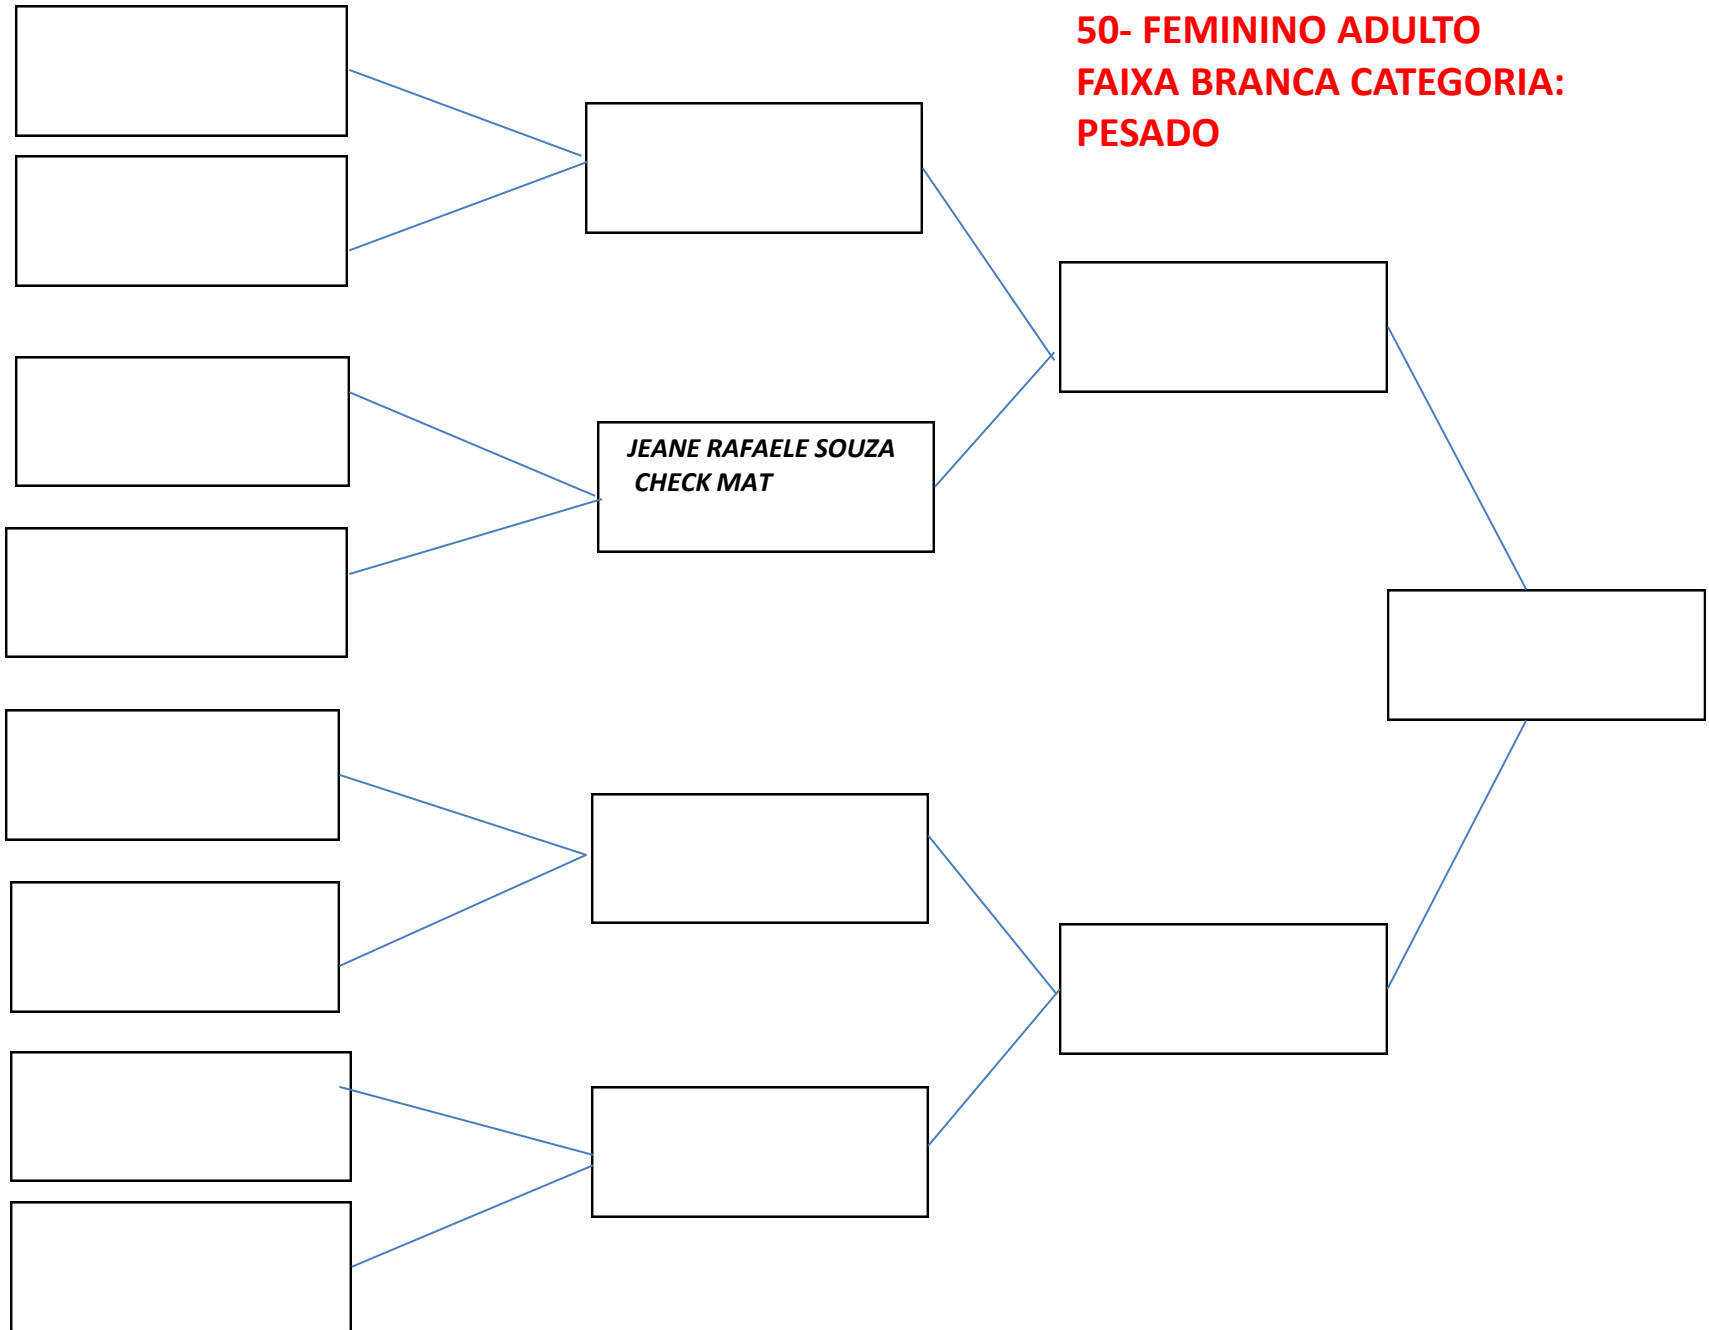 50- FEMININO ADULTO
FAIXA BRANCA CATEGORIA:
PESADO
JEANE RAFAELE SOUZA
CHECK MAT